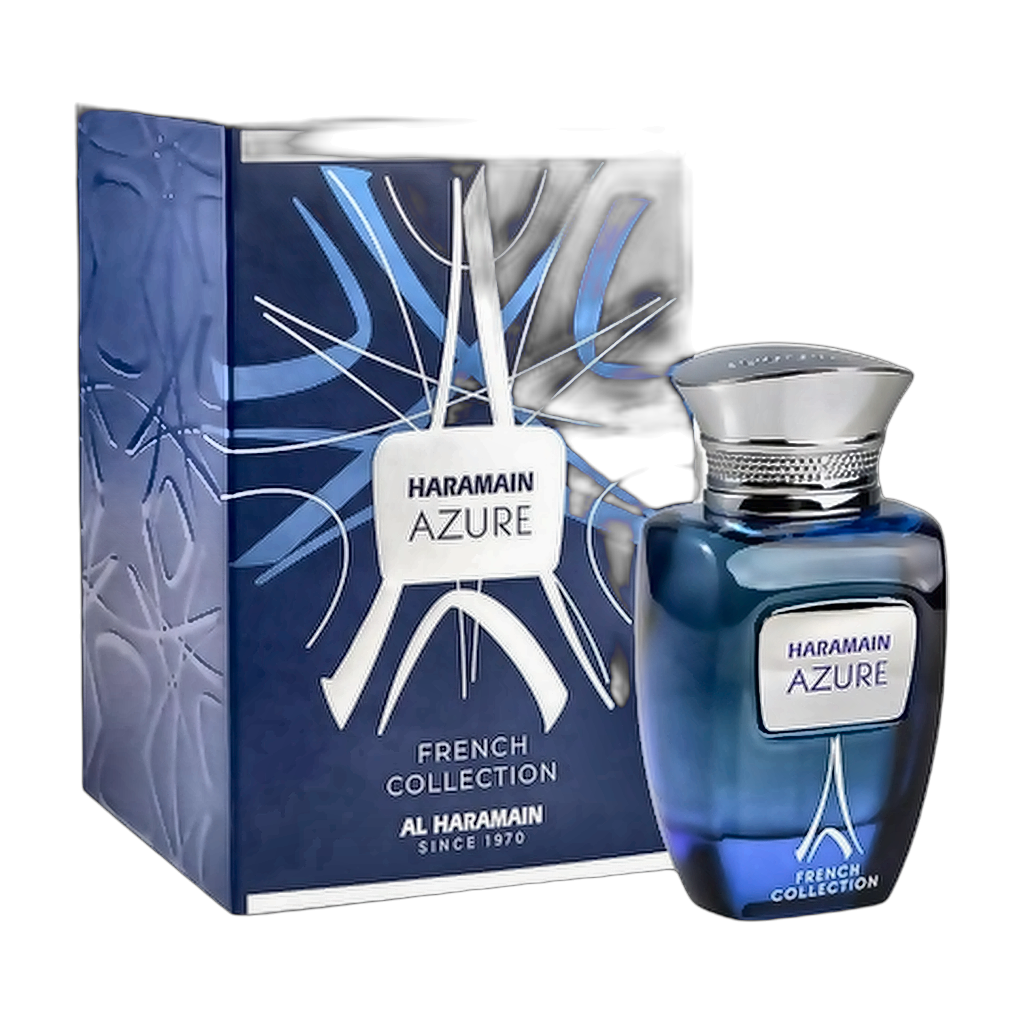 HARAMAIN
AZURE
FRENCH
COLLECTION
AL HARAMAIN
SINCE 1970
HARAMAIN
AZURE
FRENCH
COLLECTION